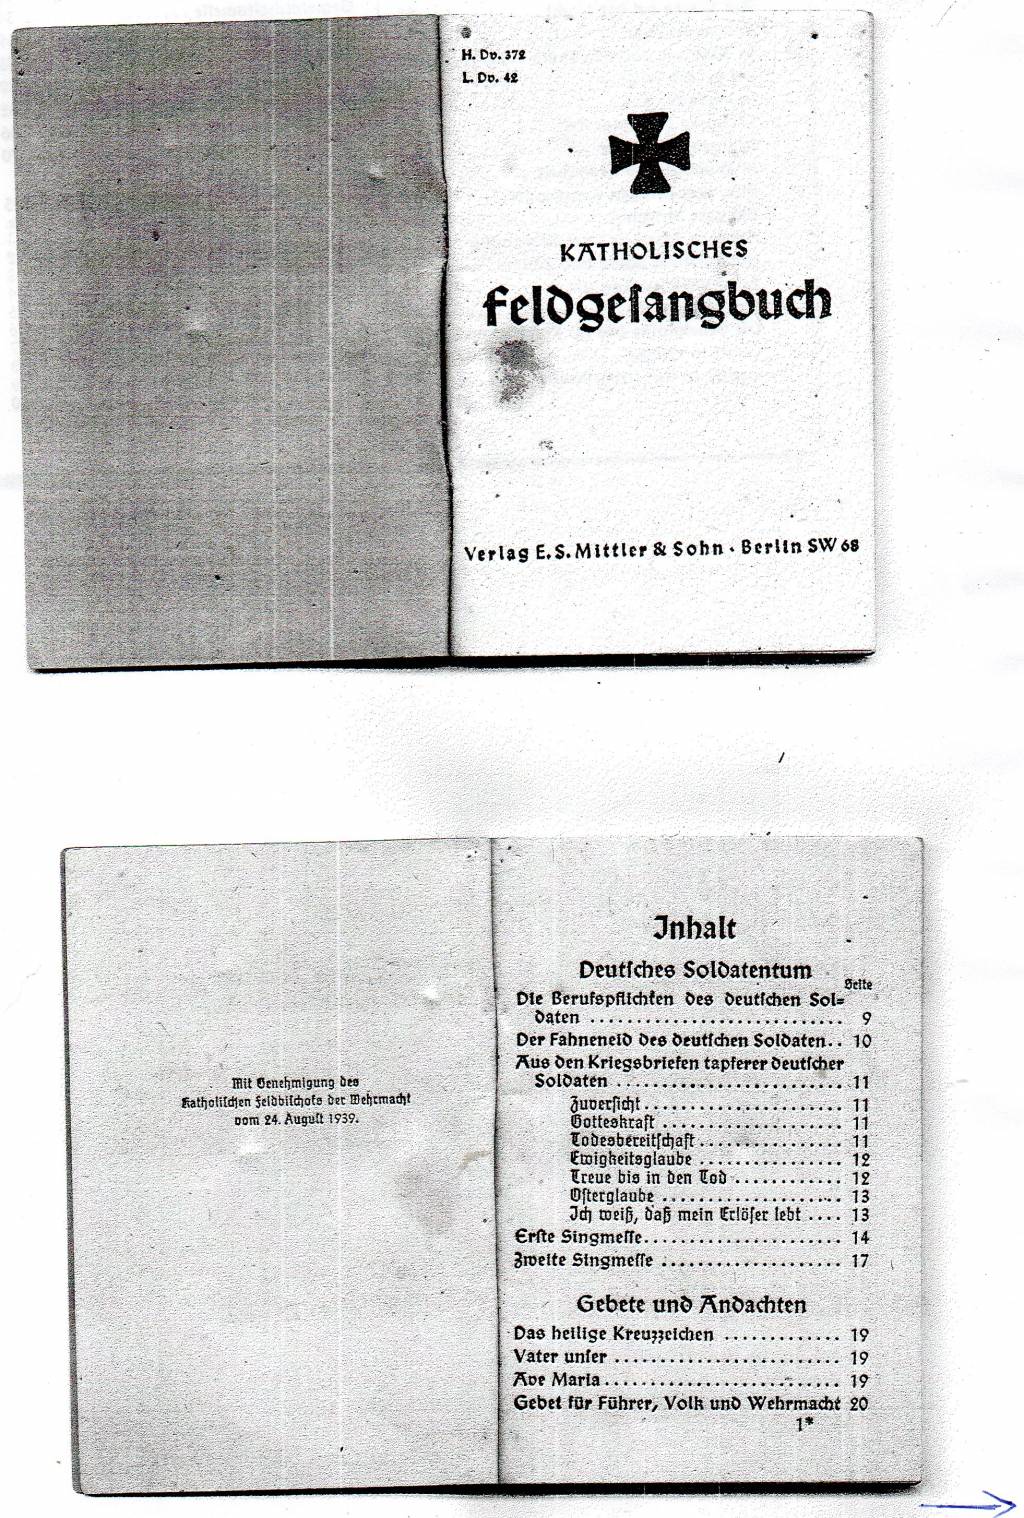 H. Dv. 372
L. Dv. 42
KATHOLISCHES
Feldgesangbuch
Verlag E. S. Mittler & Sohn · Berlin SW 68
Mit Genehmigung des
Katholischen Feldbischofs der Wehrmacht
vom 24. August 1939.
Inhalt
Deutsches Soldatentum
Seite
Die Berufspflichten des deutschen Sol=
daten ............................ 9
Der Fahneneid des deutschen Soldaten.. 10
Aus den Kriegsbriefen tapferer deutscher
Soldaten ......................... 11
Zuversicht ...................... 11
Gotteskraft .................... 11
Todesbereitschaft ................ 11
Ewigkeitsglaube ................ 12
Treue bis in den Tod ............ 12
Osterglaube .................... 13
Ich weiß, daß mein Erlöser lebt .... 13
Erste Singmesse ...................... 14
Zweite Singmesse .................... 17
Gebete und Andachten
Das heilige Kreuzzeichen ............. 19
Vater unser ......................... 19
Ave Maria .......................... 19
Gebet für Führer, Volk und Wehrmacht 20
1*